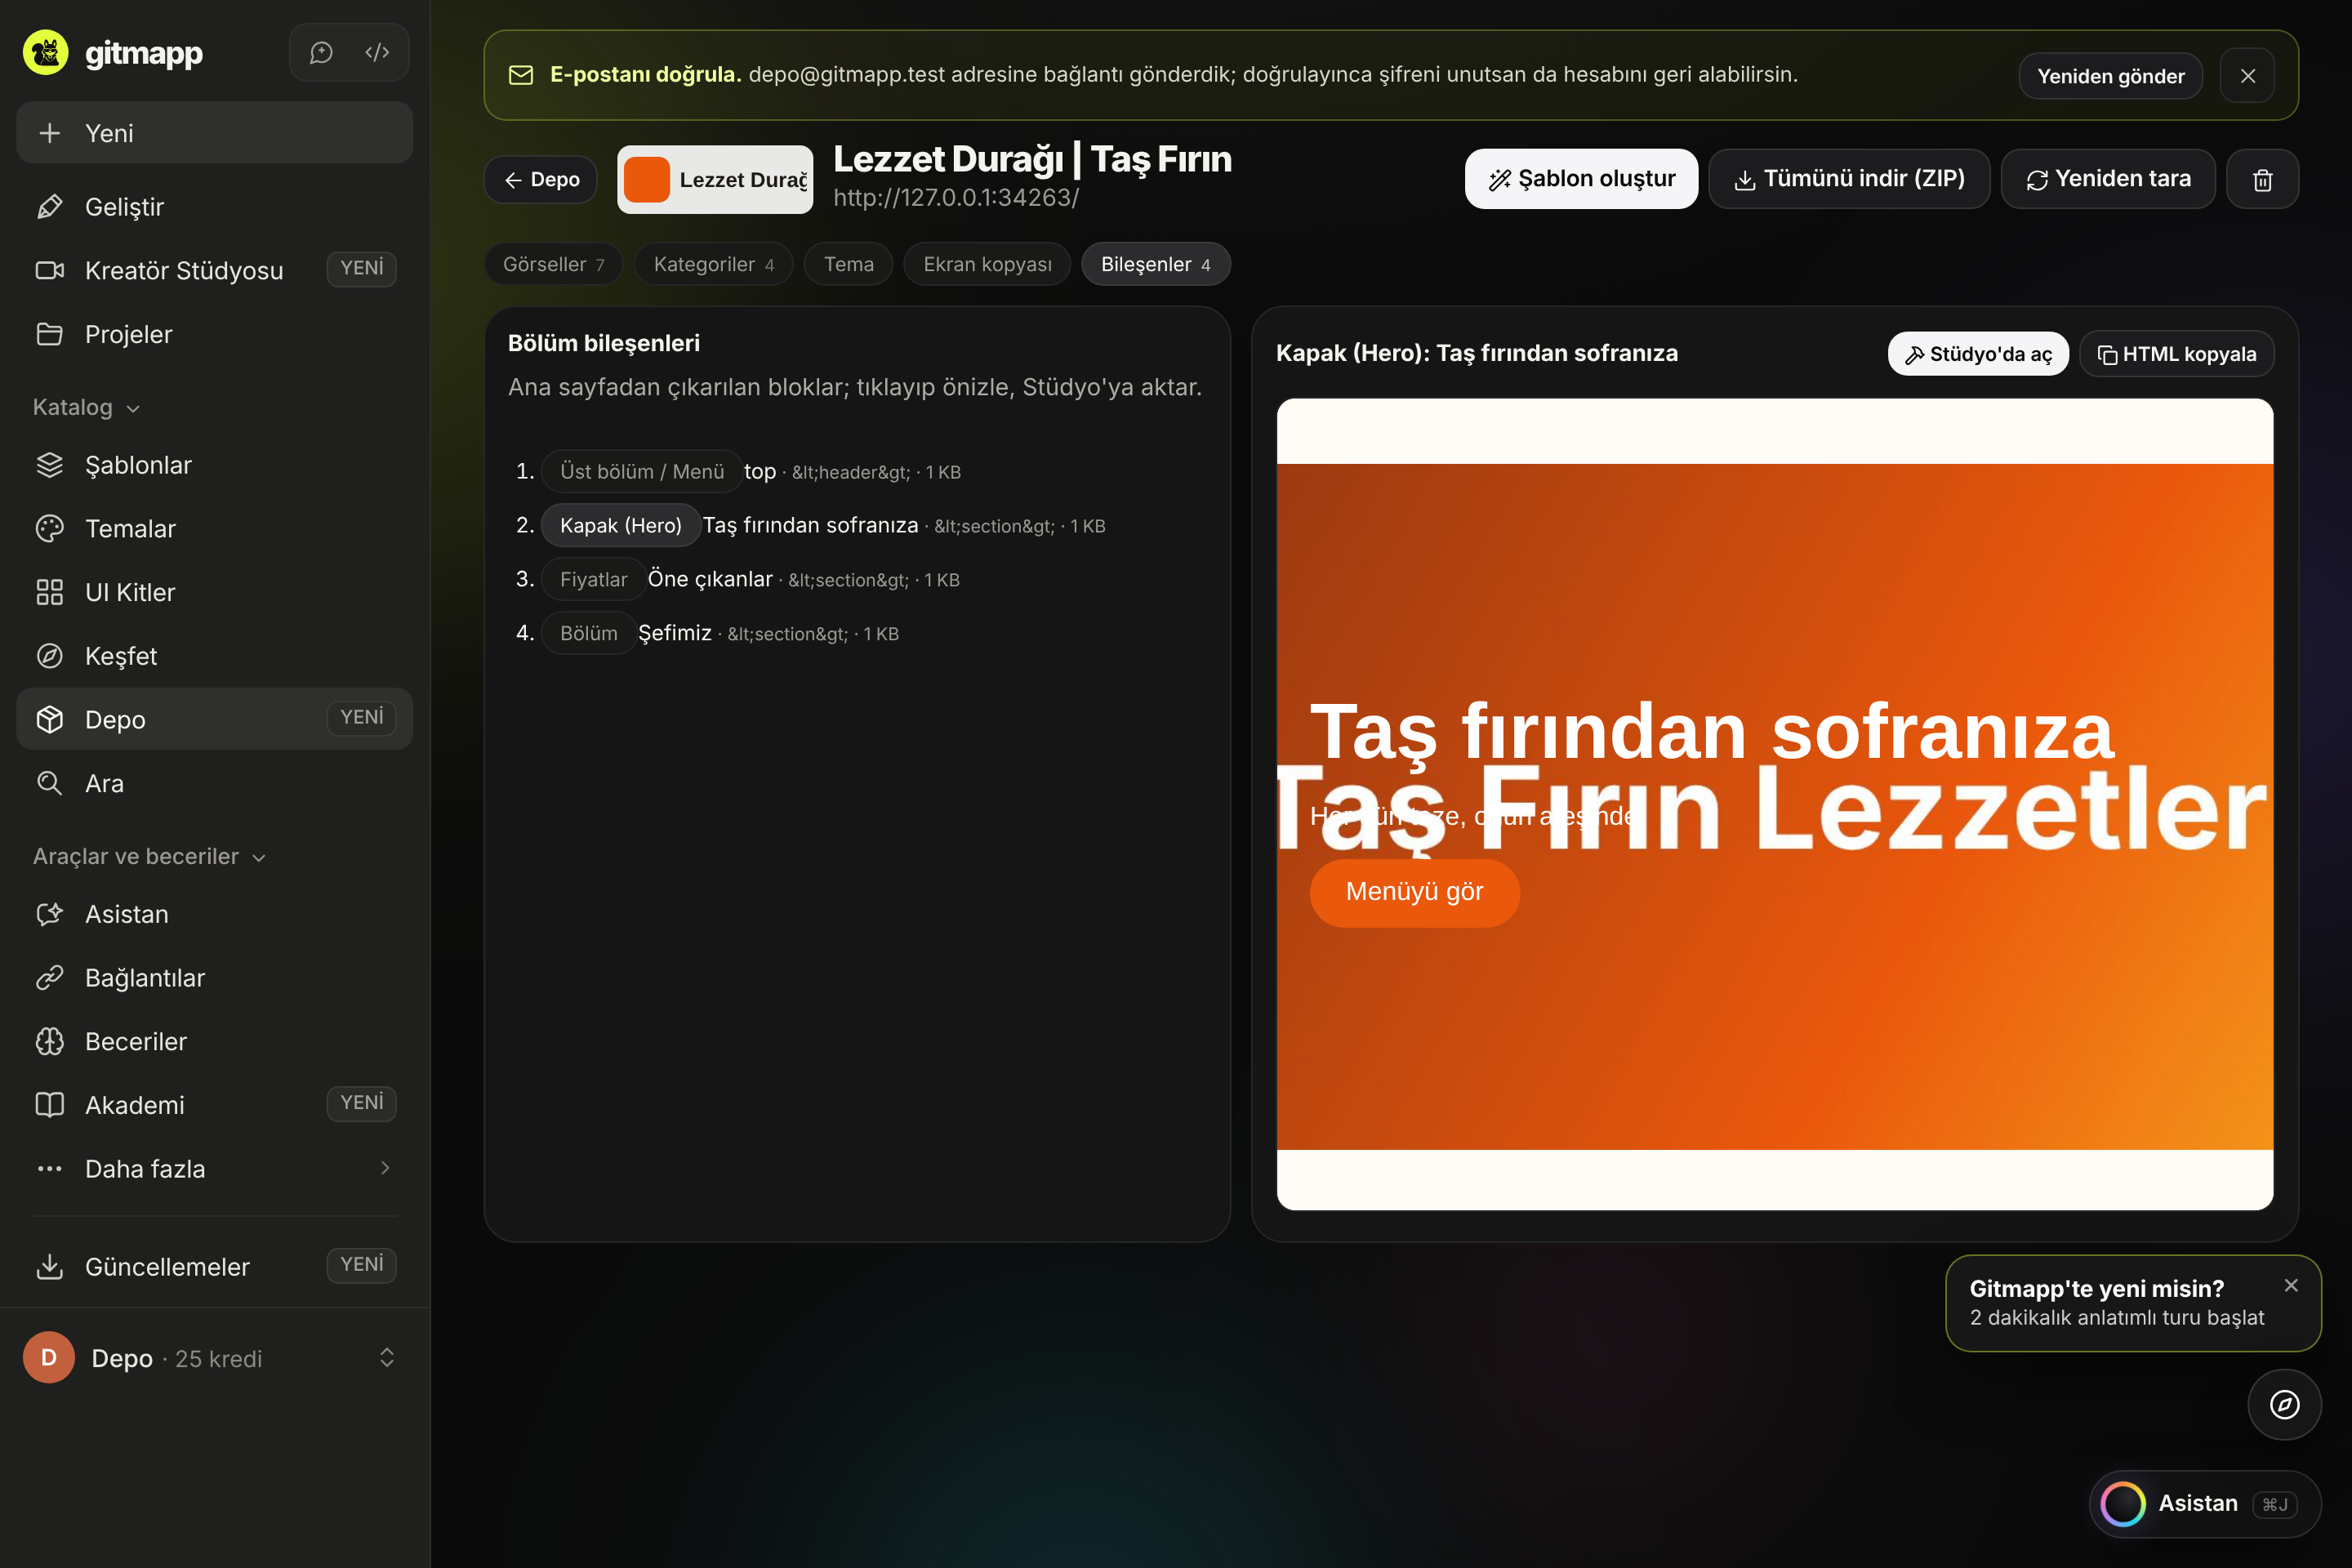 gitmapp
Yeni
Geliştir
Kreatör Stüdyosu YENİ
Projeler
Katalog
Şablonlar
Temalar
UI Kitler
Keşfet
Depo YENİ
Ara
Araçlar ve beceriler
Asistan
Bağlantılar
Beceriler
Akademi YENİ
Daha fazla
Güncellemeler YENİ
D Depo · 25 kredi
E-postanı doğrula. depo@gitmapp.test adresine bağlantı gönderdik; doğrulayınca şifreni unutsan da hesabını geri alabilirsin. Yeniden gönder
Depo
Lezzet Durağ
Lezzet Durağı | Taş Fırın
http://127.0.0.1:34263/
Şablon oluştur
Tümünü indir (ZIP)
Yeniden tara
Görseller 7
Kategoriler 4
Tema
Ekran kopyası
Bileşenler 4
Bölüm bileşenleri
Ana sayfadan çıkarılan bloklar; tıklayıp önizle, Stüdyo'ya aktar.
1. Üst bölüm / Menü top · &lt;header&gt; · 1 KB
2. Kapak (Hero) Taş fırından sofranıza · &lt;section&gt; · 1 KB
3. Fiyatlar Öne çıkanlar · &lt;section&gt; · 1 KB
4. Bölüm Şefimiz · &lt;section&gt; · 1 KB
Kapak (Hero): Taş fırından sofranıza
Stüdyo'da aç
HTML kopyala
Taş fırından sofranıza
Taş Fırın Lezzetler
Menüyü gör
Gitmapp'te yeni misin?
2 dakikalık anlatımlı turu başlat
Asistan ⌘J